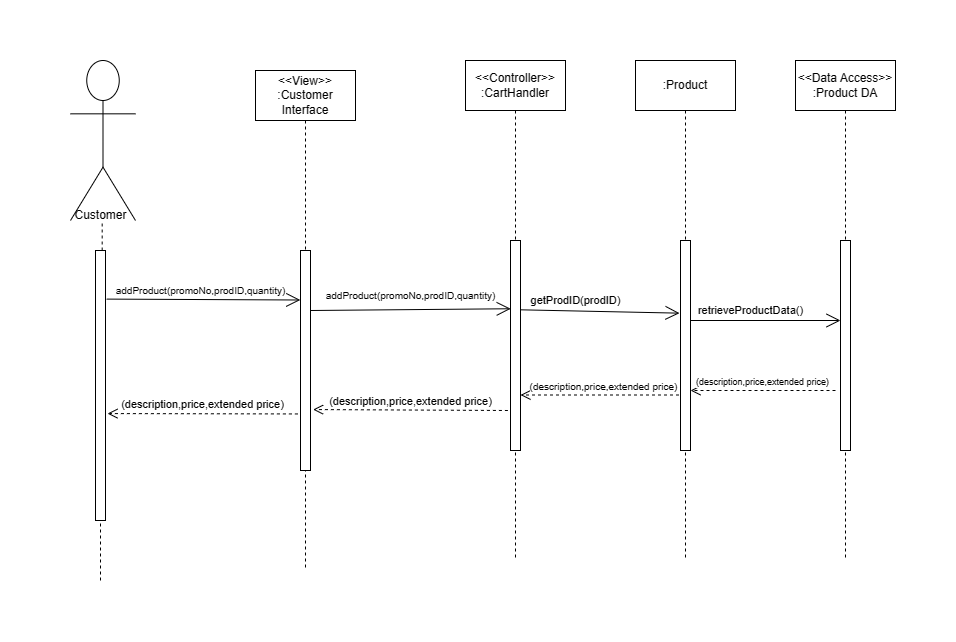 <<View>>
:Customer
Interface
<<Controller>>
:CartHandler
:Product
<<Data Access>>
:Product DA
Customer
addProduct(promoNo,prodID,quantity)
addProduct(promoNo,prodID,quantity)
getProdID(prodID)
retrieveProductData()
(description,price,extended price)
(description,price,extended price)
(description,price,extended price)
(description,price,extended price)